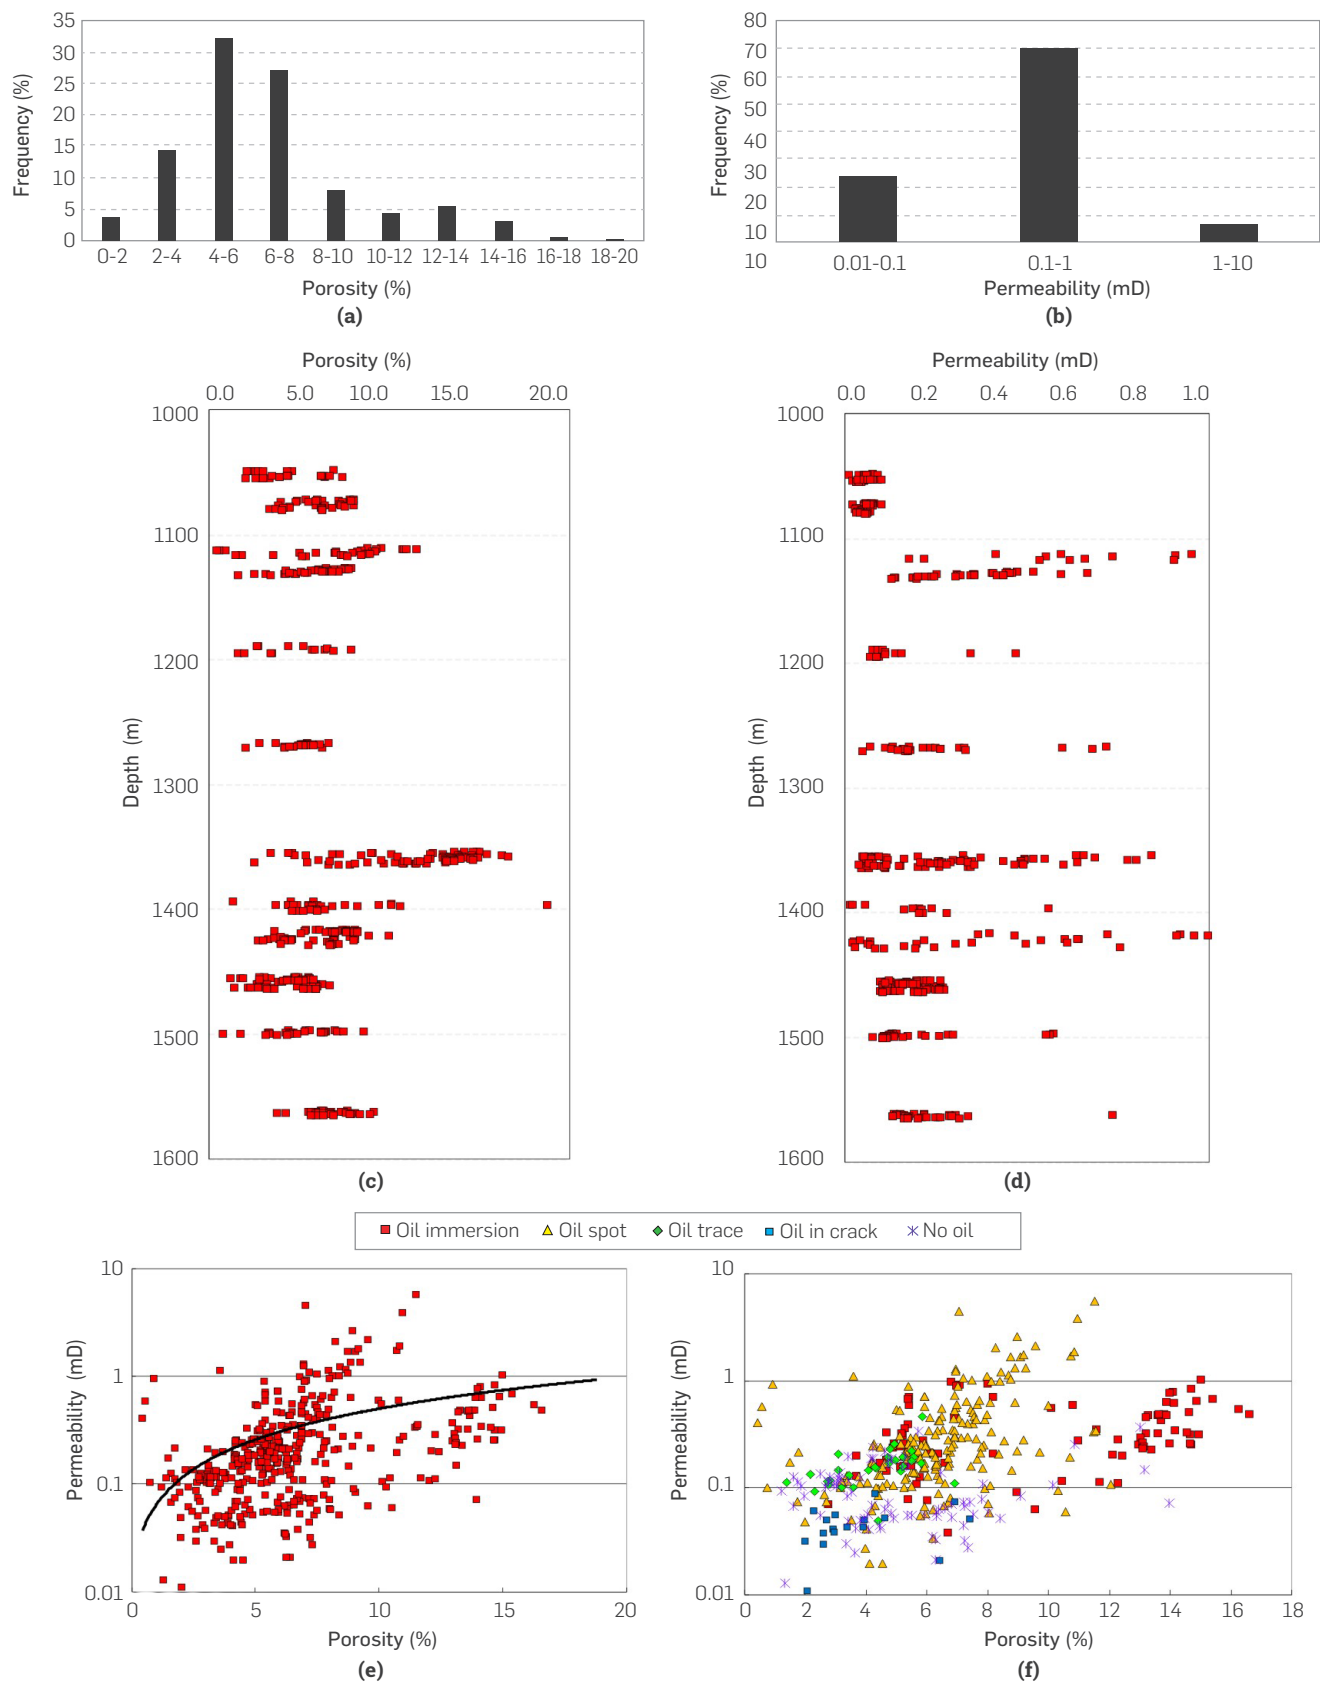 35
30
25
20
15
10
5
0
Frequency (%)
0-2 2-4 4-6 6-8 8-10 10-12 12-14 14-16 16-18 18-20
Porosity (%)
(a)
80
70
60
50
40
30
20
10
10
Frequency (%)
0.01-0.1 0.1-1 1-10
Permeability (mD)
(b)
Porosity (%)
0.0 5.0 10.0 15.0 20.0
1000
1100
1200
1300
1400
1500
1600
Depth (m)
(c)
Permeability (mD)
0.0 0.2 0.4 0.6 0.8 1.0
1000
1100
1200
1300
1400
1500
1600
Depth (m)
(d)
Oil immersion Oil spot Oil trace Oil in crack No oil
10
1
0.1
0.01
Permeability (mD)
0 5 10 15 20
Porosity (%)
(e)
10
1
0.1
0.01
Permeability (mD)
0 2 4 6 8 10 12 14 16 18
Porosity (%)
(f)